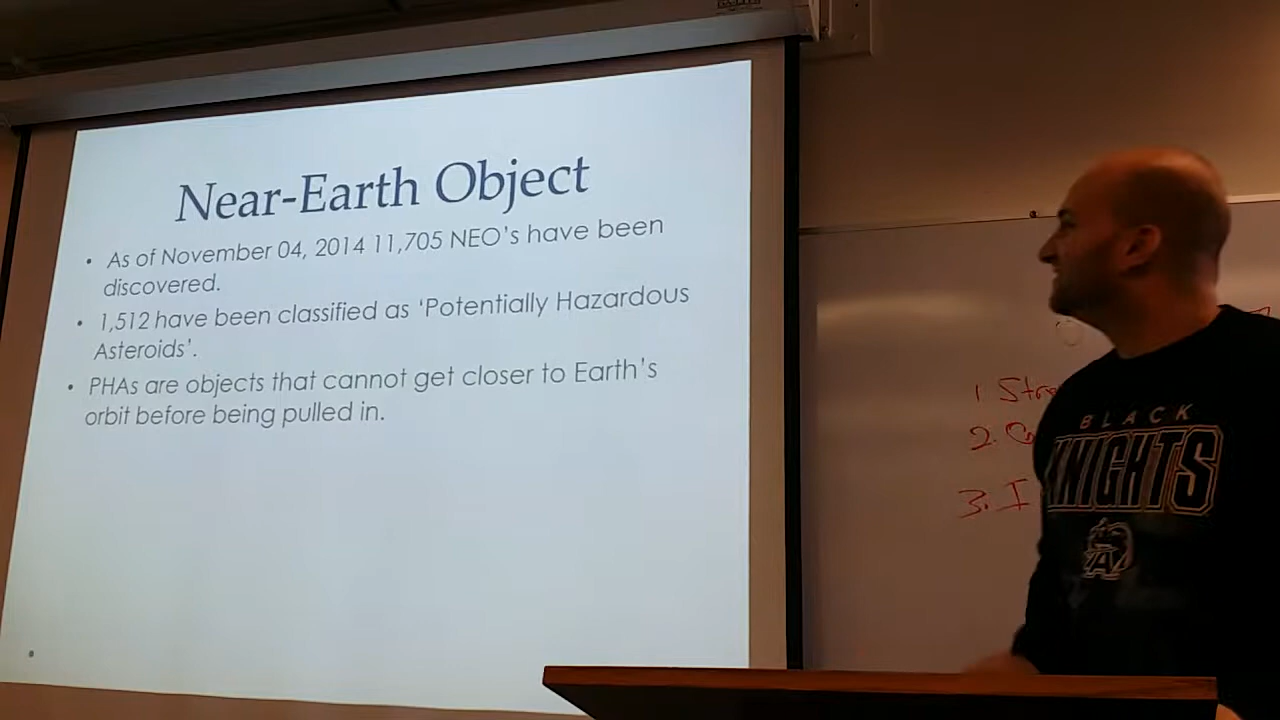 Near-Earth Object
• As of November 04, 2014 11,705 NEO's have been
discovered.
• 1,512 have been classified as 'Potentially Hazardous
Asteroids'.
• PHAs are objects that cannot get closer to Earth's
orbit before being pulled in.
1
2.
3. I
BLACK
KNIGHTS
A